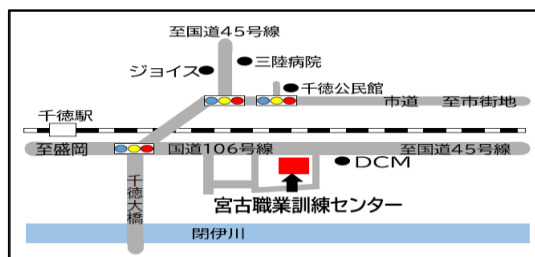 至国道45号線
三陸病院
ジョイス
千徳公民館
市道
至市街地
千徳駅
至盛岡
国道106号線
至国道45号線
DCM
千徳大橋
宮古職業訓練センター
閉伊川